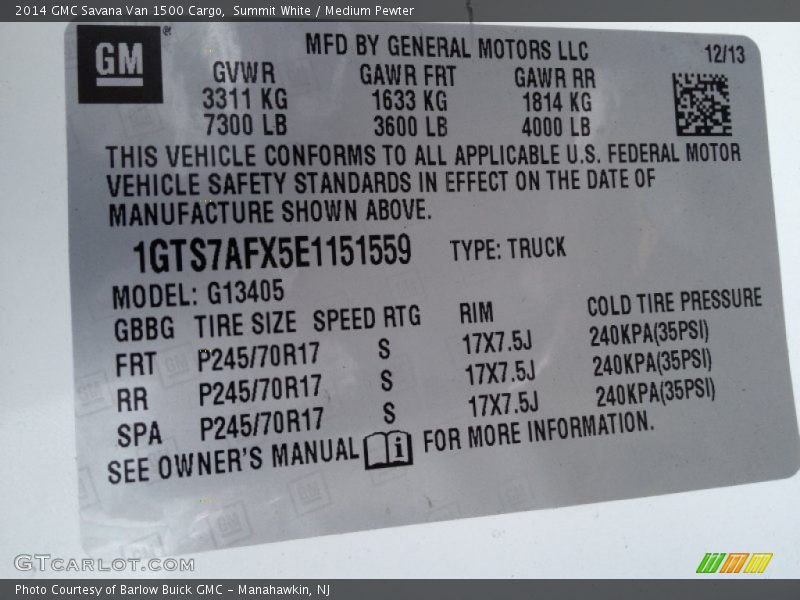 2014 GMC Savana Van 1500 Cargo, Summit White / Medium Pewter
GM
®
MFD BY GENERAL MOTORS LLC
12/13
GVWR GAWR FRT GAWR RR
3311 KG 1633 KG 1814 KG
7300 LB 3600 LB 4000 LB
THIS VEHICLE CONFORMS TO ALL APPLICABLE U.S. FEDERAL MOTOR
VEHICLE SAFETY STANDARDS IN EFFECT ON THE DATE OF
MANUFACTURE SHOWN ABOVE.
1GTS7AFX5E1151559 TYPE: TRUCK
MODEL: G13405
GBBG TIRE SIZE SPEED RTG RIM COLD TIRE PRESSURE
FRT P245/70R17 S 17X7.5J 240KPA(35PSI)
RR P245/70R17 S 17X7.5J 240KPA(35PSI)
SPA P245/70R17 S 17X7.5J 240KPA(35PSI)
SEE OWNER'S MANUAL i FOR MORE INFORMATION.
GTCARLOT.COM
Photo Courtesy of Barlow Buick GMC - Manahawkin, NJ